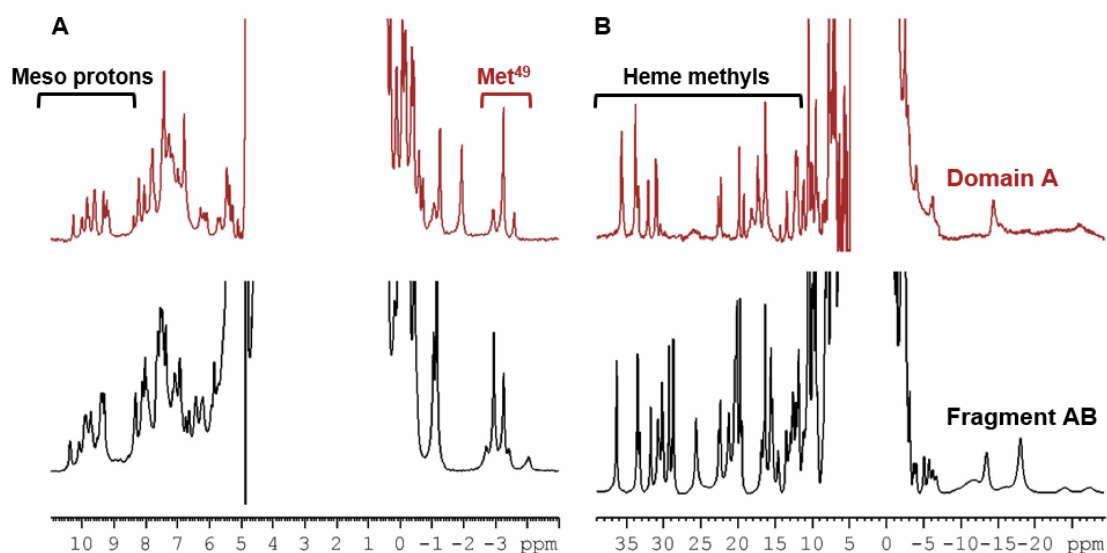 A
B
Meso protons
Met⁴⁹
Heme methyls
Domain A
Fragment AB
10 9 8 7 6 5 4 3 2 1 0 -1 -2 -3 ppm
35 30 25 20 15 10 5 0 -5 -10 -15 -20 ppm